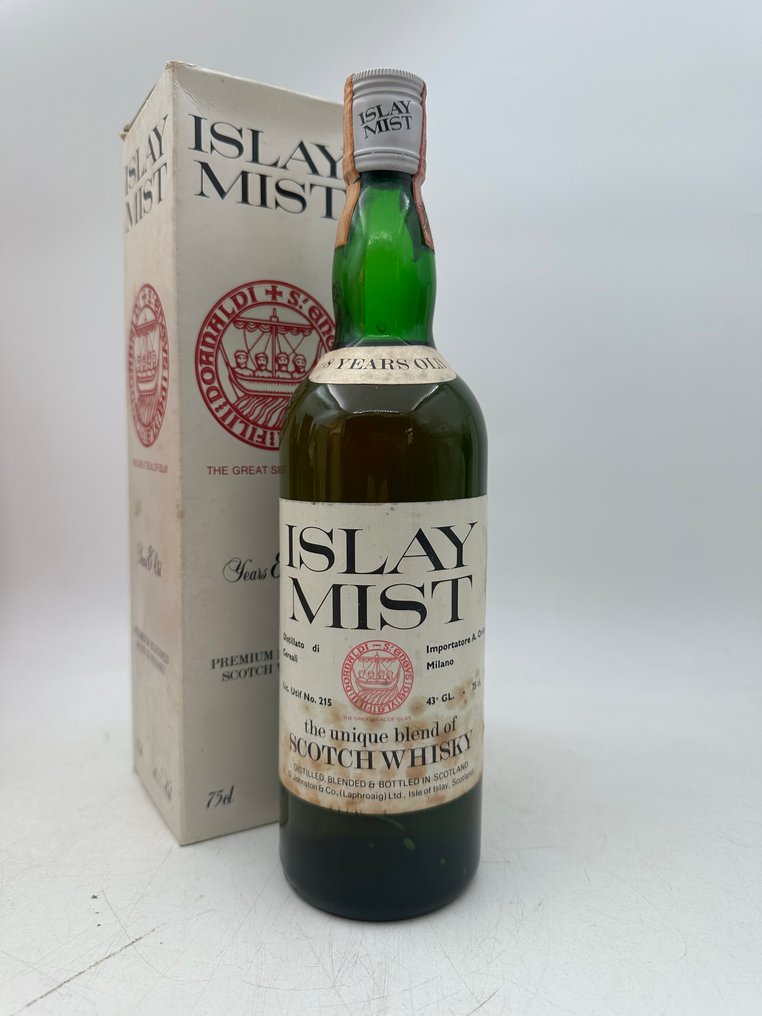 ISLAY
MIST
ISLAY
MIST
THE GREAT
Years 8
PREMIUM
SCOTCH
75cl
ISLAY
MIST
8 YEARS OLD
ISLAY
MIST
Distillato di
Cereali
Importatore A.
Milano
Lic. Utif No. 215
43° GL. - 75 cl.
THE GREAT SEAL OF ISLAY
the unique blend of
SCOTCH WHISKY
DISTILLED, BLENDED & BOTTLED IN SCOTLAND
D. Johnston & Co. (Laphroaig) Ltd., Isle of Islay, Scotland